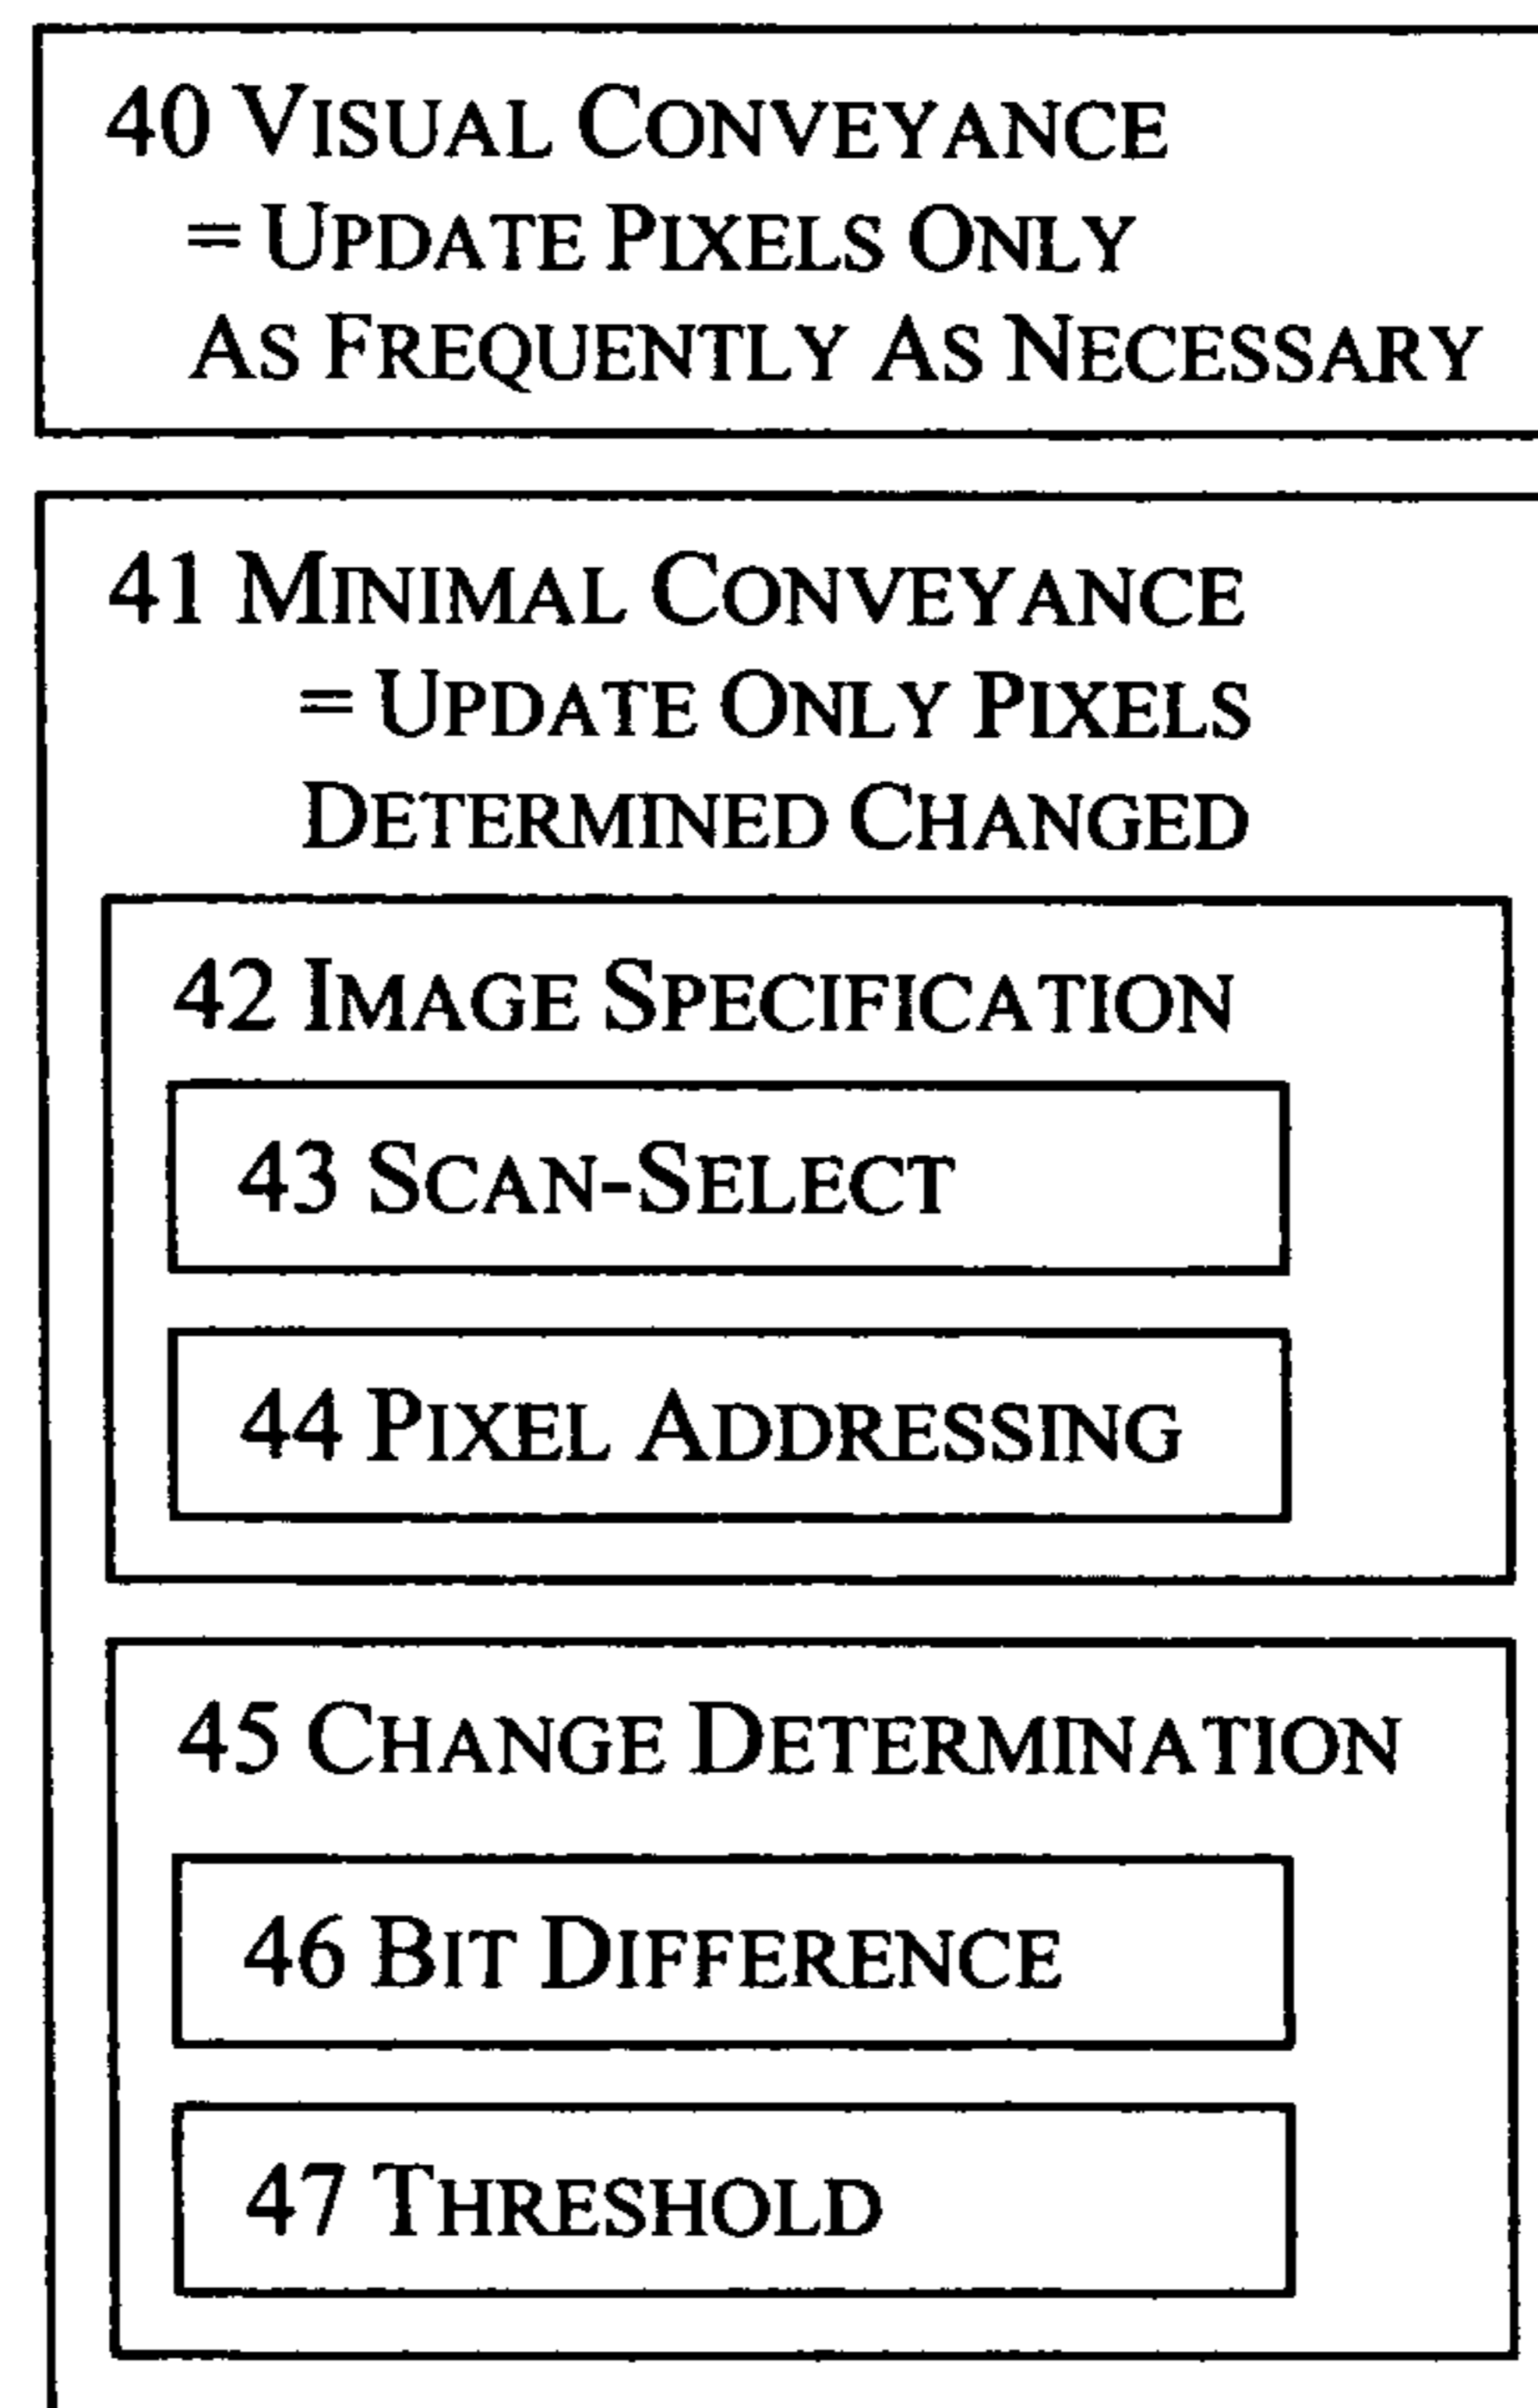 40 VISUAL CONVEYANCE
= UPDATE PIXELS ONLY
AS FREQUENTLY AS NECESSARY
41 MINIMAL CONVEYANCE
= UPDATE ONLY PIXELS
DETERMINED CHANGED
42 IMAGE SPECIFICATION
43 SCAN-SELECT
44 PIXEL ADDRESSING
45 CHANGE DETERMINATION
46 BIT DIFFERENCE
47 THRESHOLD